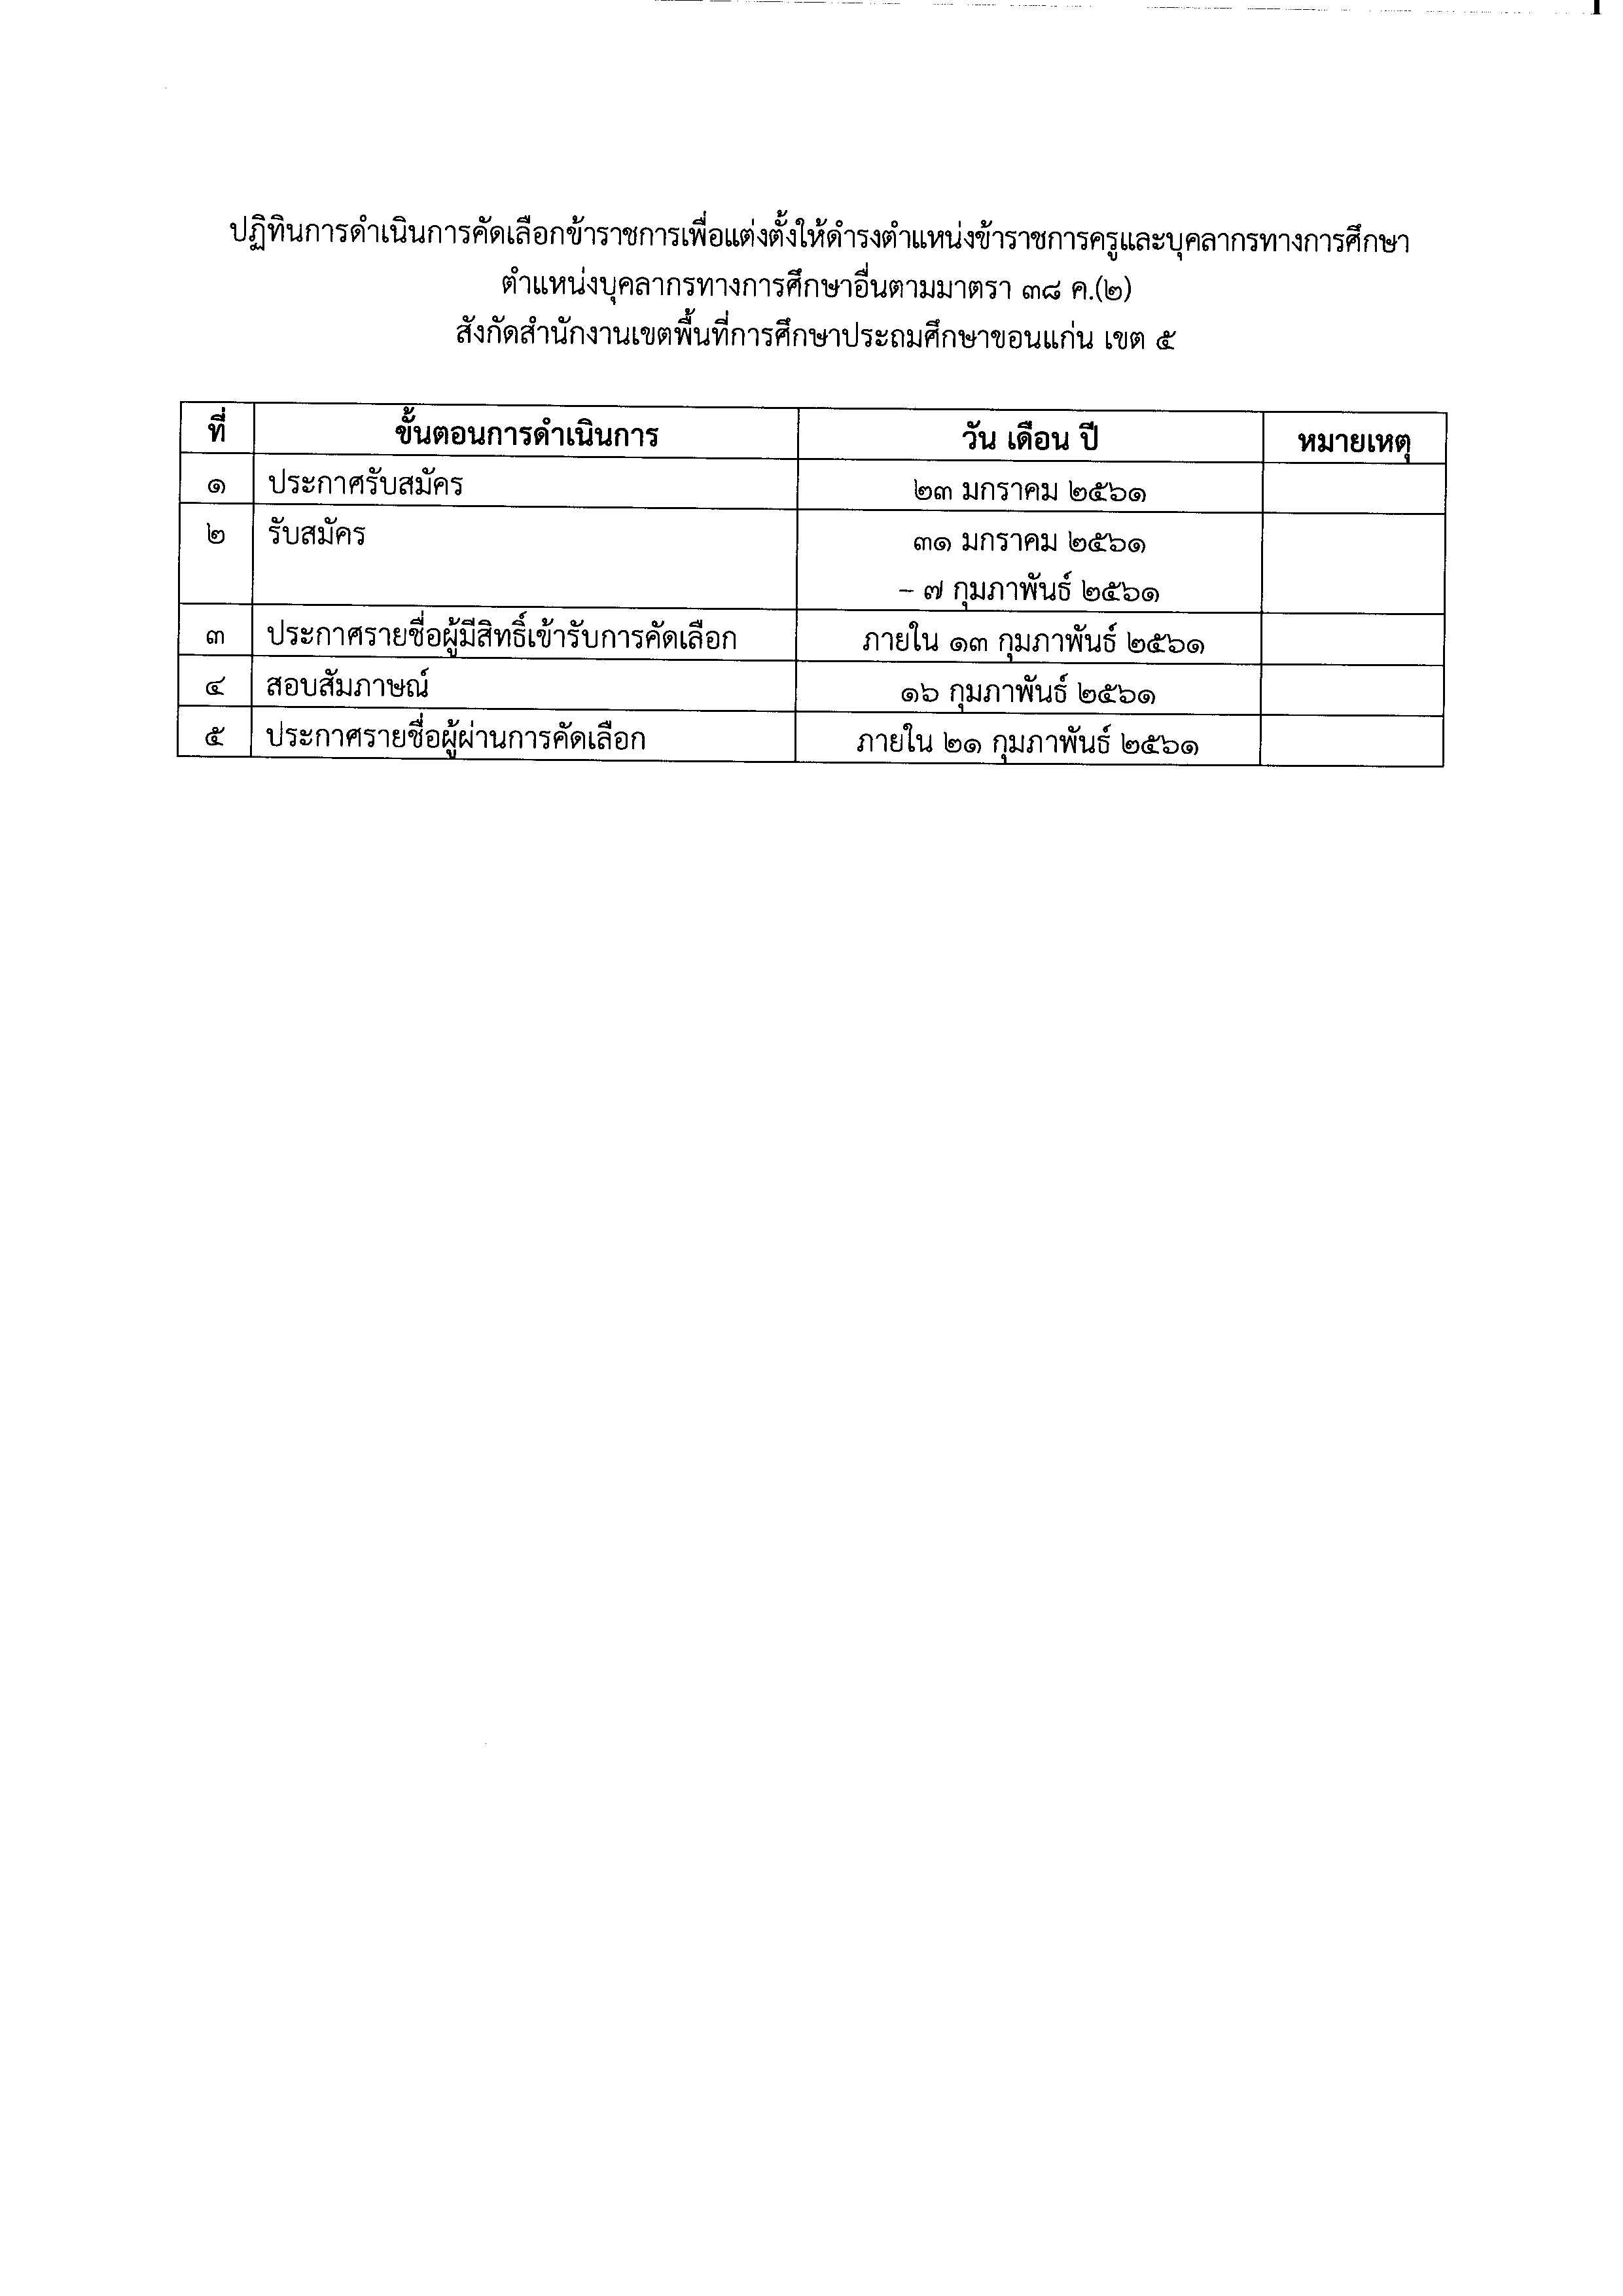 ปฏิทินการดำเนินการคัดเลือกข้าราชการเพื่อแต่งตั้งให้ดำรงตำแหน่งข้าราชการครูและบุคลากรทางการศึกษา
ตำแหน่งบุคลากรทางการศึกษาอื่นตามมาตรา ๓๘ ค.(๒)
สังกัดสำนักงานเขตพื้นที่การศึกษาประถมศึกษาขอนแก่น เขต ๕
ที่ ขั้นตอนการดำเนินการ วัน เดือน ปี หมายเหตุ
๑ ประกาศรับสมัคร ๒๓ มกราคม ๒๕๖๑
๒ รับสมัคร ๓๑ มกราคม ๒๕๖๑
– ๗ กุมภาพันธ์ ๒๕๖๑
๓ ประกาศรายชื่อผู้มีสิทธิ์เข้ารับการคัดเลือก ภายใน ๑๓ กุมภาพันธ์ ๒๕๖๑
๔ สอบสัมภาษณ์ ๑๖ กุมภาพันธ์ ๒๕๖๑
๕ ประกาศรายชื่อผู้ผ่านการคัดเลือก ภายใน ๒๑ กุมภาพันธ์ ๒๕๖๑